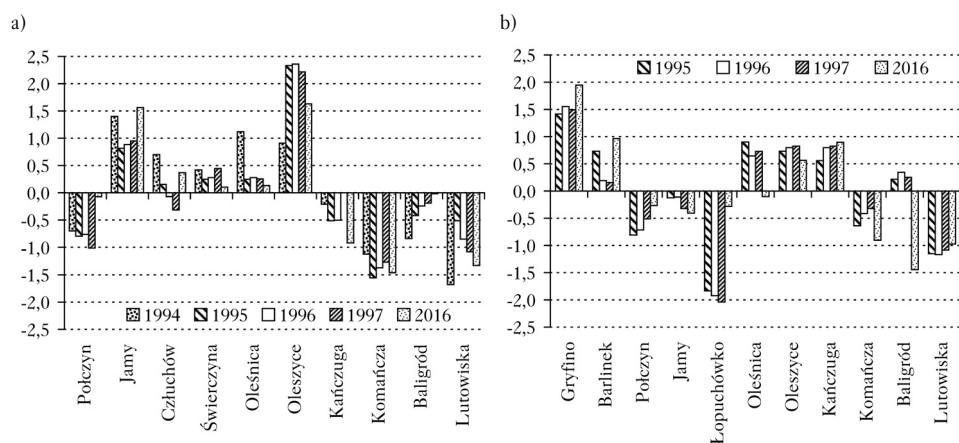 a)
2,5
2,0
1,5
1,0
0,5
0,0
-0,5
-1,0
-1,5
-2,0
-2,5
1994 1995 1996 1997 2016
Połczyn
Jamy
Człuchów
Świerczyna
Oleśnica
Oleszyce
Kańczuga
Komańcza
Baligród
Lutowiska
b)
2,5
2,0
1,5
1,0
0,5
0,0
-0,5
-1,0
-1,5
-2,0
-2,5
1995 1996 1997 2016
Gryfino
Barlinek
Połczyn
Jamy
Łopuchówko
Oleśnica
Oleszyce
Kańczuga
Komańcza
Baligród
Lutowiska